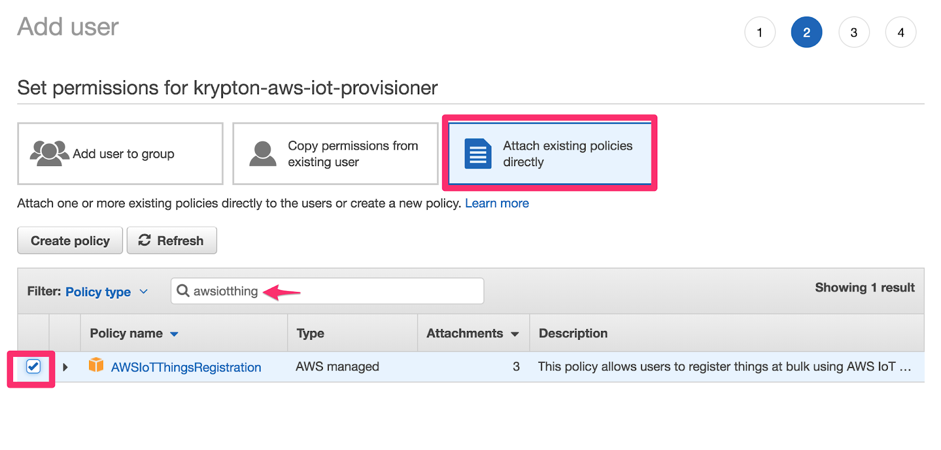 Add user
1 2 3 4
Set permissions for krypton-aws-iot-provisioner
Add user to group
Copy permissions from
existing user
Attach existing policies
directly
Attach one or more existing policies directly to the users or create a new policy. Learn more
Create policy Refresh
Filter: Policy type awsiotthing Showing 1 result
Policy name Type Attachments Description
AWSIoTThingsRegistration AWS managed 3 This policy allows users to register things at bulk using AWS IoT ...